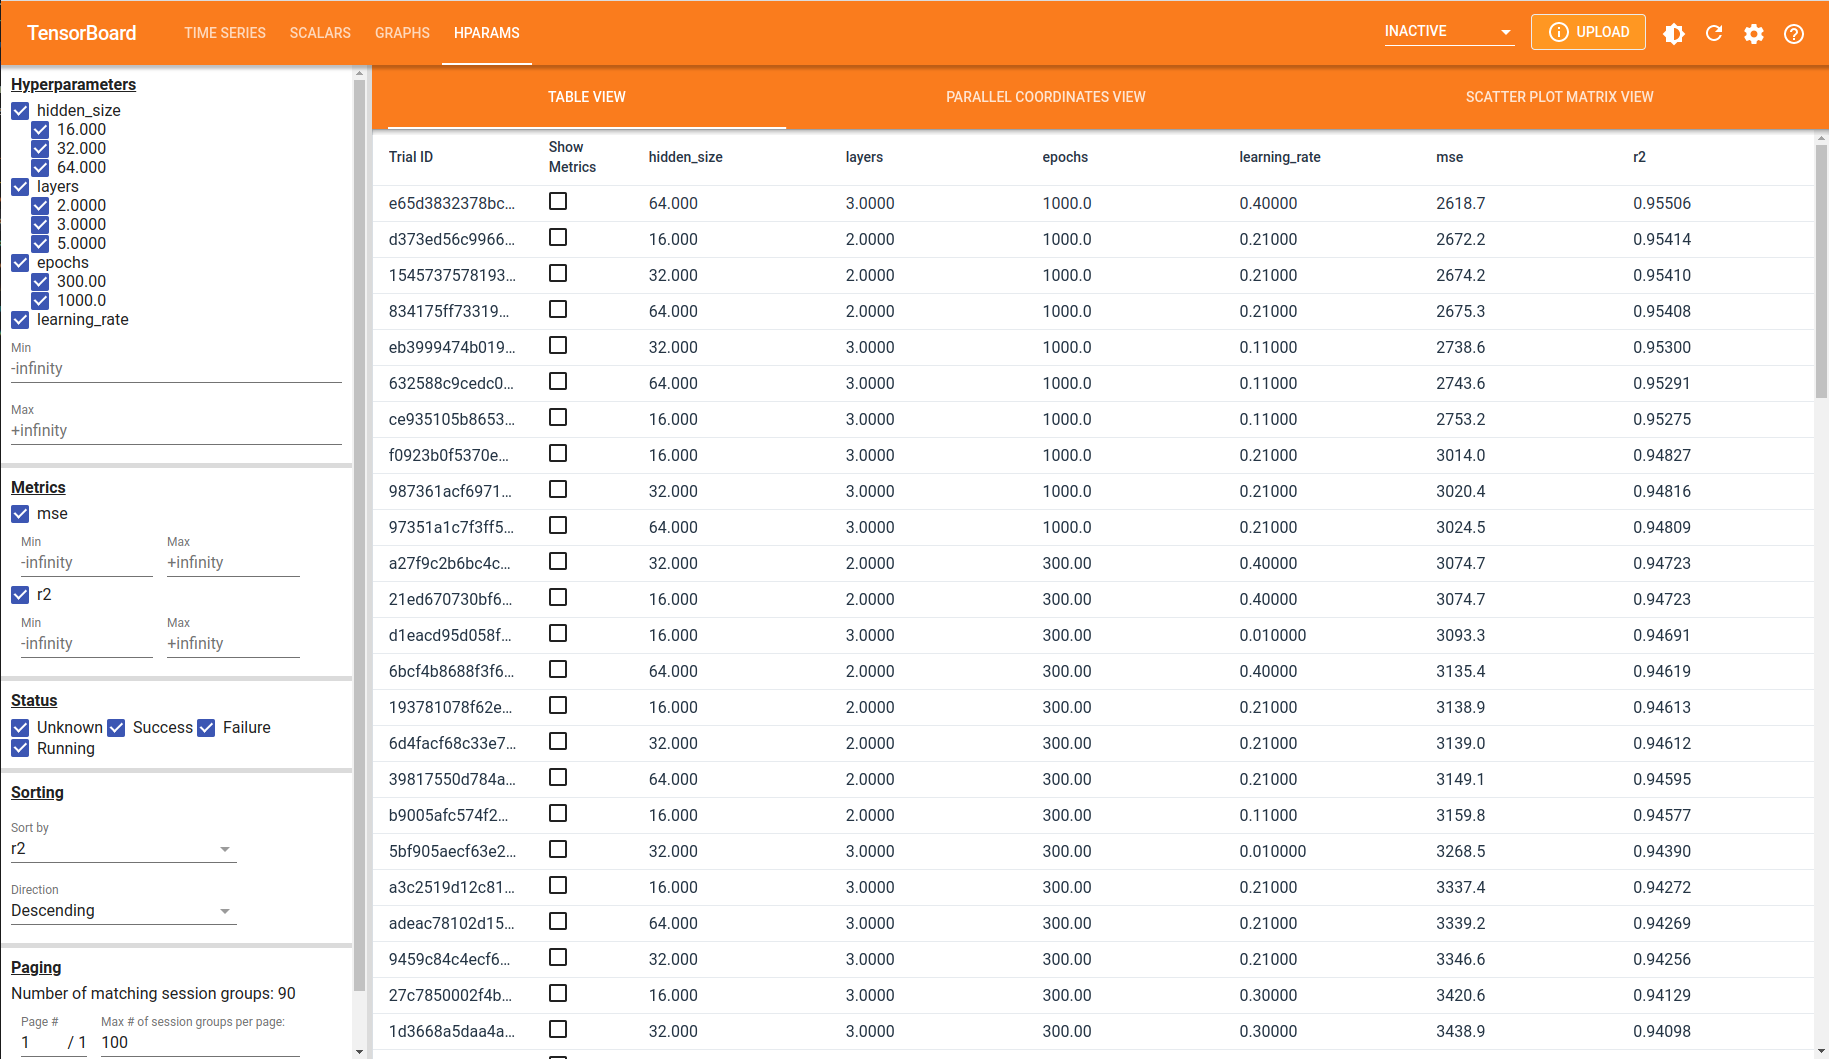 TensorBoard
TIME SERIES SCALARS GRAPHS HPARAMS
INACTIVE
UPLOAD
Hyperparameters
hidden_size
16.000
32.000
64.000
layers
2.0000
3.0000
5.0000
epochs
300.00
1000.0
learning_rate
Min
-infinity
Max
+infinity
Metrics
mse
Min Max
-infinity +infinity
r2
Min Max
-infinity +infinity
Status
Unknown Success Failure
Running
Sorting
Sort by
r2
Direction
Descending
Paging
Number of matching session groups: 90
Page # Max # of session groups per page:
1 / 1 100
TABLE VIEW PARALLEL COORDINATES VIEW SCATTER PLOT MATRIX VIEW
Trial ID Show Metrics hidden_size layers epochs learning_rate mse r2
e65d3832378bc... 64.000 3.0000 1000.0 0.40000 2618.7 0.95506
d373ed56c9966... 16.000 2.0000 1000.0 0.21000 2672.2 0.95414
1545737578193... 32.000 2.0000 1000.0 0.21000 2674.2 0.95410
834175ff73319... 64.000 2.0000 1000.0 0.21000 2675.3 0.95408
eb3999474b019... 32.000 3.0000 1000.0 0.11000 2738.6 0.95300
632588c9cedc0... 64.000 3.0000 1000.0 0.11000 2743.6 0.95291
ce935105b8653... 16.000 3.0000 1000.0 0.11000 2753.2 0.95275
f0923b0f5370e... 16.000 3.0000 1000.0 0.21000 3014.0 0.94827
987361acf6971... 32.000 3.0000 1000.0 0.21000 3020.4 0.94816
97351a1c7f3ff5... 64.000 3.0000 1000.0 0.21000 3024.5 0.94809
a27f9c2b6bc4c... 32.000 2.0000 300.00 0.40000 3074.7 0.94723
21ed670730bf6... 16.000 2.0000 300.00 0.40000 3074.7 0.94723
d1eacd95d058f... 16.000 3.0000 300.00 0.010000 3093.3 0.94691
6bcf4b8688f3f6... 64.000 2.0000 300.00 0.40000 3135.4 0.94619
193781078f62e... 16.000 2.0000 300.00 0.21000 3138.9 0.94613
6d4facf68c33e7... 32.000 2.0000 300.00 0.21000 3139.0 0.94612
39817550d784a... 64.000 2.0000 300.00 0.21000 3149.1 0.94595
b9005afc574f2... 16.000 2.0000 300.00 0.11000 3159.8 0.94577
5bf905aecf63e2... 32.000 3.0000 300.00 0.010000 3268.5 0.94390
a3c2519d12c81... 16.000 3.0000 300.00 0.21000 3337.4 0.94272
adeac78102d15... 64.000 3.0000 300.00 0.21000 3339.2 0.94269
9459c84c4ecf6... 32.000 3.0000 300.00 0.21000 3346.6 0.94256
27c7850002f4b... 16.000 3.0000 300.00 0.30000 3420.6 0.94129
1d3668a5daa4a... 32.000 3.0000 300.00 0.30000 3438.9 0.94098